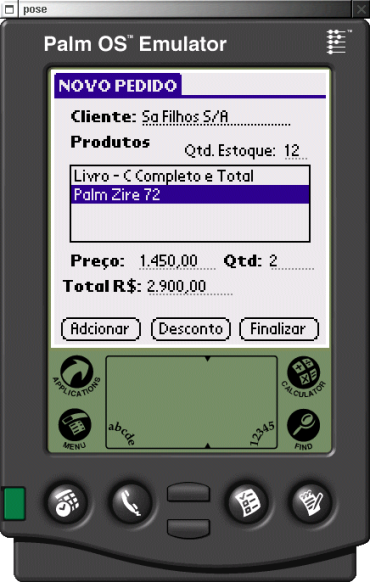 pose
Palm OS™ Emulator
NOVO PEDIDO
Cliente: Sa Filhos S/A
Produtos
Qtd. Estoque: 12
Livro - C Completo e Total
Palm Zire 72
Preço: 1.450,00 Qtd: 2
Total R$: 2.900,00
Adcionar Desconto Finalizar
APPLICATIONS
CALCULATOR
MENU
abcde
12345
FIND